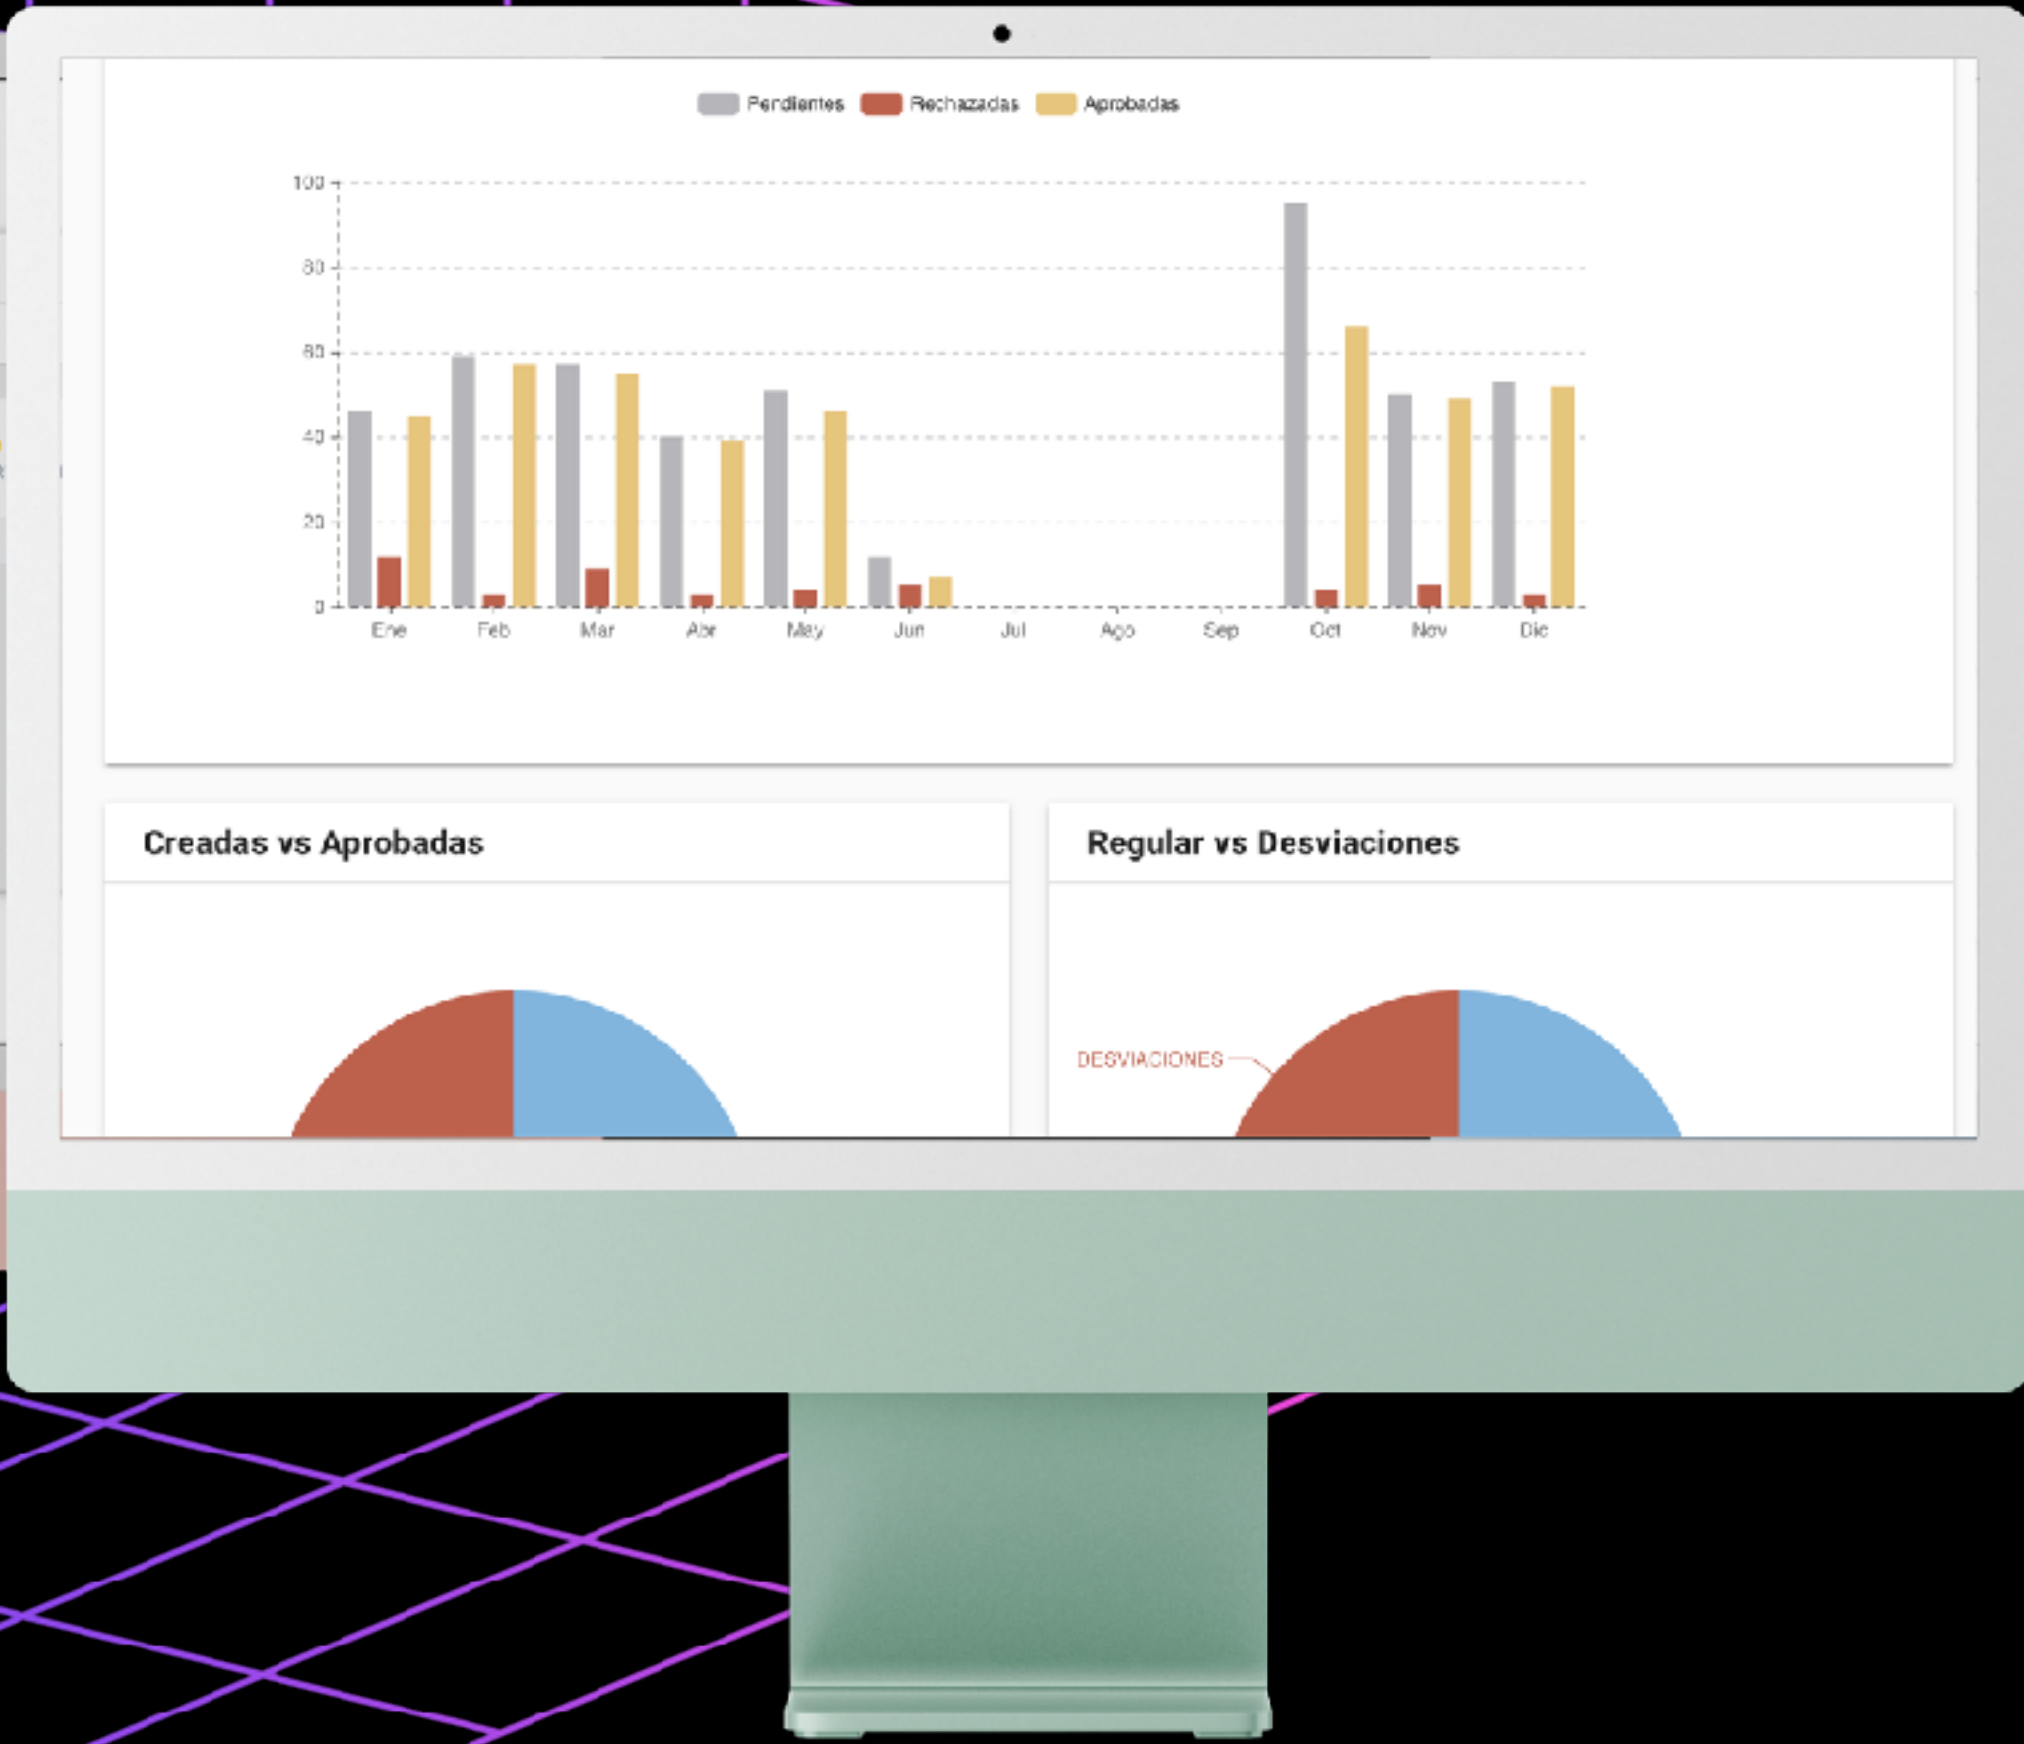 Pendientes Rechazadas Aprobadas
100
80
60
40
20
0
Ene Feb Mar Abr May Jun Jul Ago Sep Oct Nov Dic
Creadas vs Aprobadas
Regular vs Desviaciones
DESVIACIONES